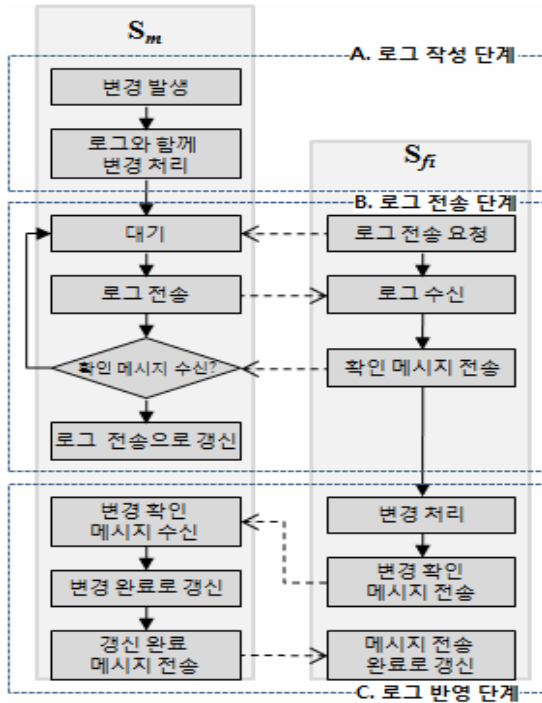 S_m
A. 로그 작성 단계
변경 발생
로그와 함께
변경 처리
S_fi
B. 로그 전송 단계
대기
로그 전송 요청
로그 전송
로그 수신
확인 메시지 수신?
확인 메시지 전송
로그 전송으로 갱신
변경 확인
메시지 수신
변경 처리
변경 확인
메시지 전송
변경 완료로 갱신
갱신 완료
메시지 전송
메시지 전송
완료로 갱신
C. 로그 반영 단계